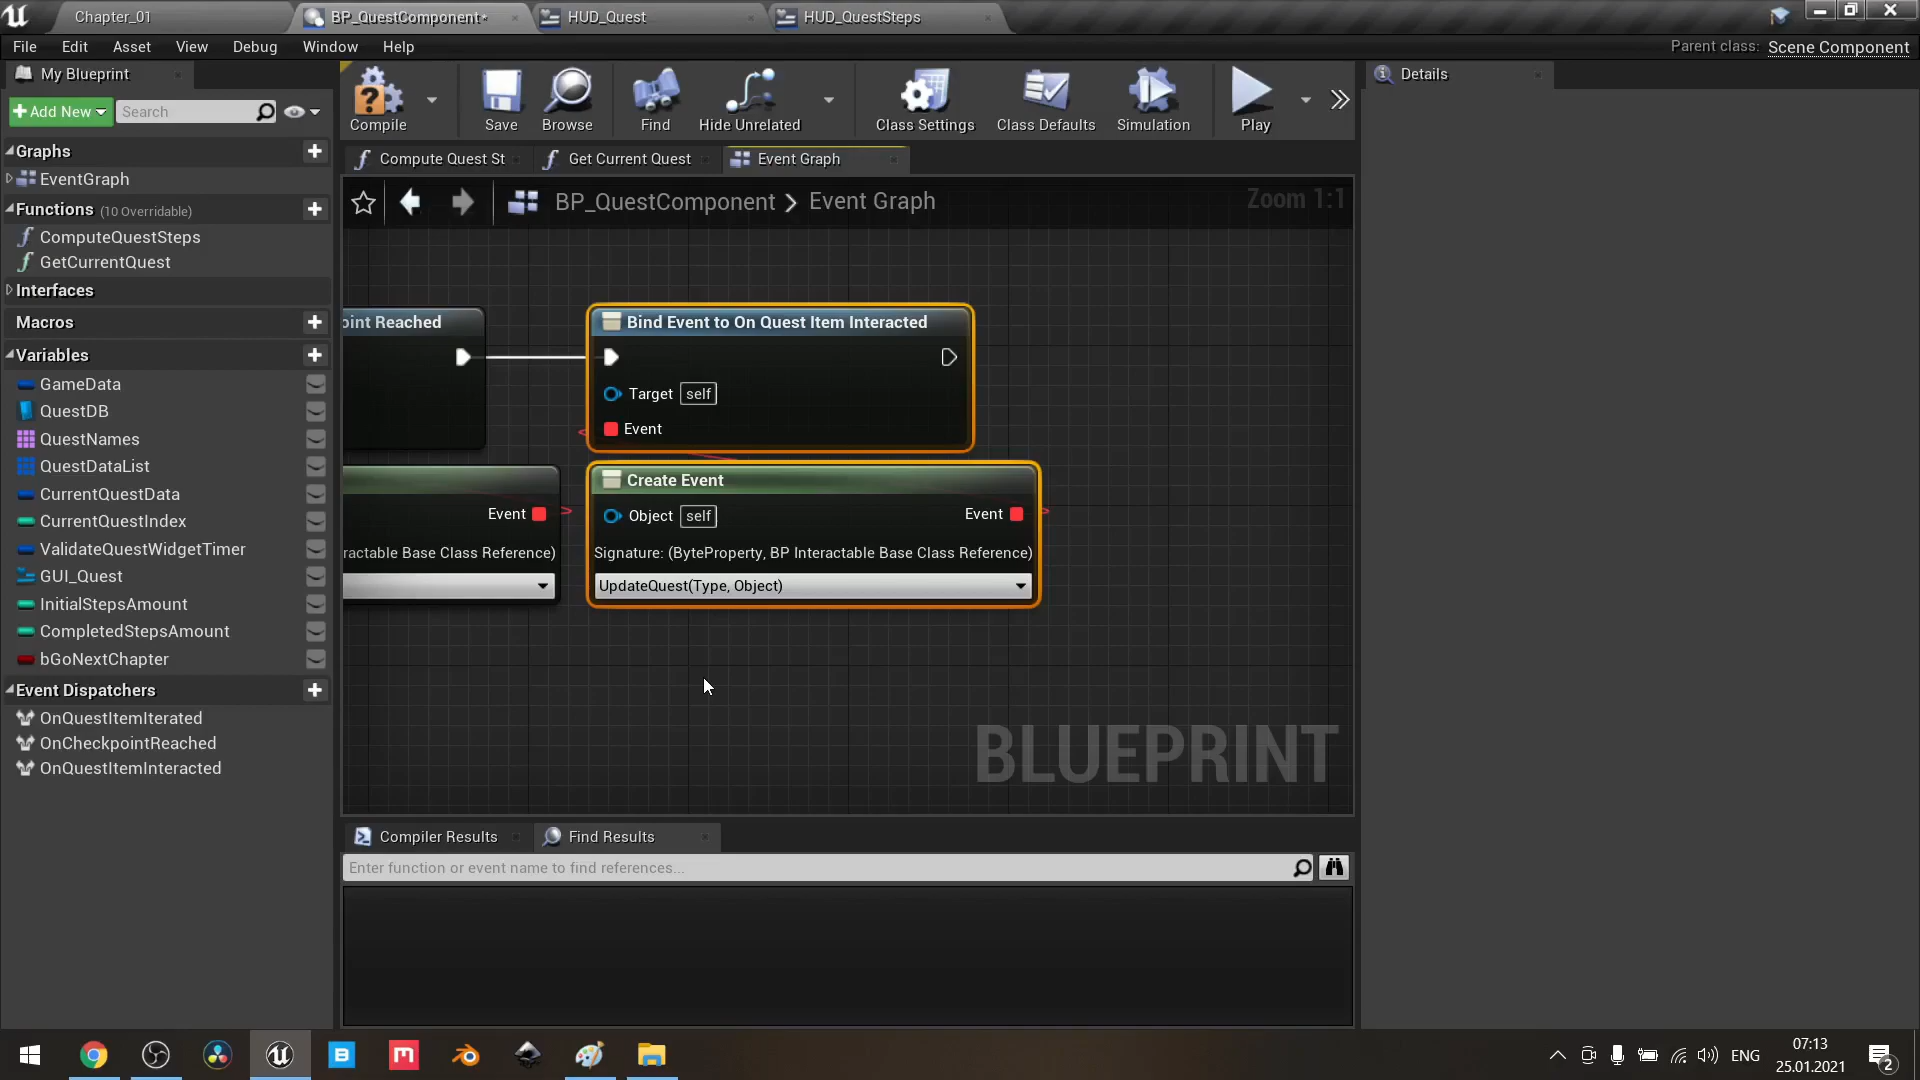 Chapter_01
BP_QuestComponent*
HUD_Quest
HUD_QuestSteps
File Edit Asset View Debug Window Help
Parent class: Scene Component
My Blueprint
Add New
Search
Compile
Save
Browse
Find
Hide Unrelated
Class Settings
Class Defaults
Simulation
Play
Details
Graphs
EventGraph
Functions (10 Overridable)
ComputeQuestSteps
GetCurrentQuest
Interfaces
Macros
Variables
GameData
QuestDB
QuestNames
QuestDataList
CurrentQuestData
CurrentQuestIndex
ValidateQuestWidgetTimer
GUI_Quest
InitialStepsAmount
CompletedStepsAmount
bGoNextChapter
Event Dispatchers
OnQuestItemIterated
OnCheckpointReached
OnQuestItemInteracted
Compute Quest St
Get Current Quest
Event Graph
BP_QuestComponent > Event Graph
Zoom 1:1
oint Reached
Bind Event to On Quest Item Interacted
Target self
Event
Event
ractable Base Class Reference)
Create Event
Object self
Event
Signature: (ByteProperty, BP Interactable Base Class Reference)
UpdateQuest(Type, Object)
BLUEPRINT
Compiler Results
Find Results
Enter function or event name to find references...
ENG
07:13
25.01.2021
2